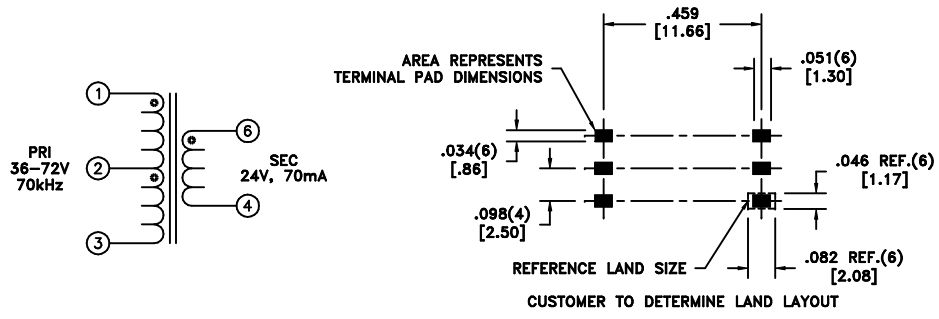 1
2
3
PRI
36-72V
70kHz
6
4
SEC
24V, 70mA
.459
[11.66]
AREA REPRESENTS
TERMINAL PAD DIMENSIONS
.051(6)
[1.30]
.034(6)
[.86]
.046 REF.(6)
[1.17]
.098(4)
[2.50]
REFERENCE LAND SIZE
.082 REF.(6)
[2.08]
CUSTOMER TO DETERMINE LAND LAYOUT